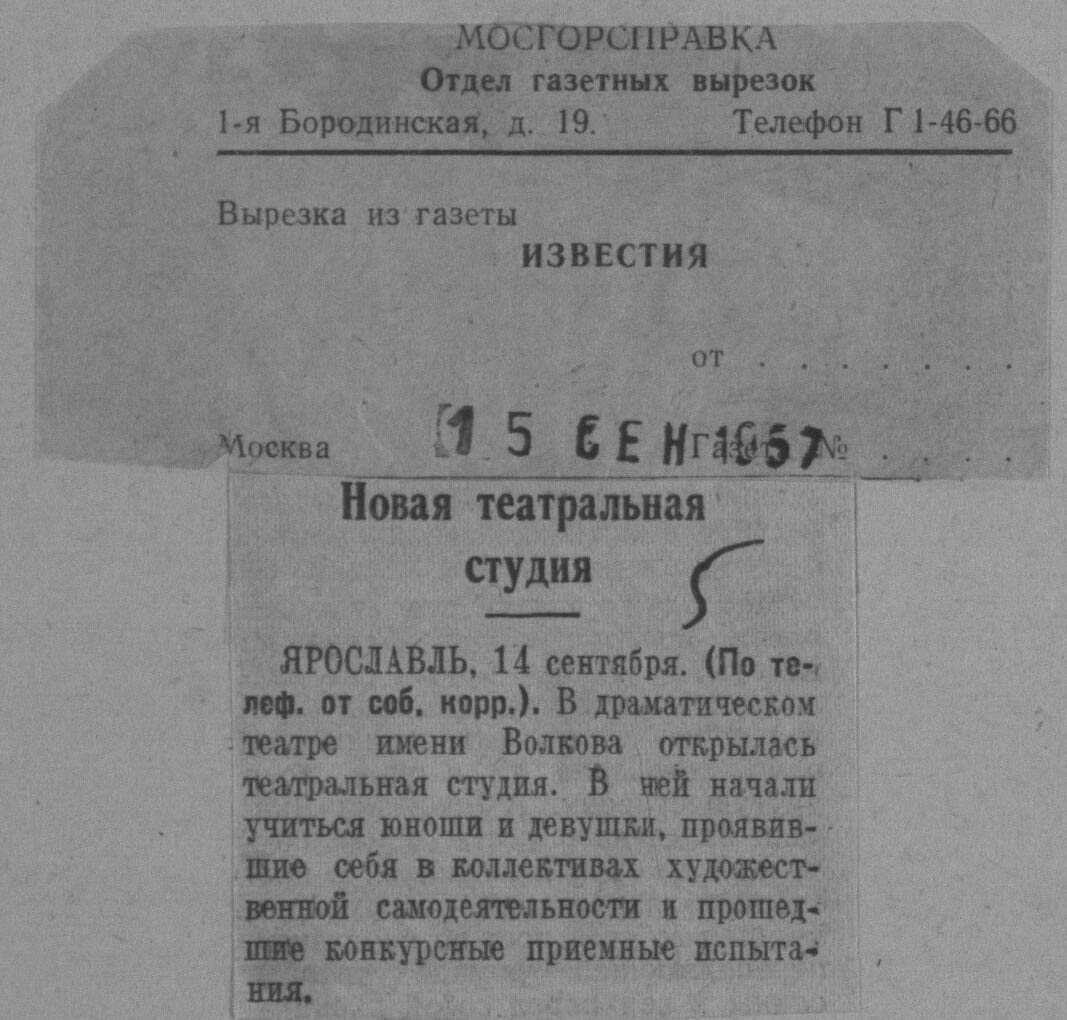 МОСГОРСПРАВКА
Отдел газетных вырезок
1-я Бородинская, д. 19. Телефон Г 1-46-66
Вырезка из газеты
ИЗВЕСТИЯ
от . . . . . . .
Москва 15 СЕН 1957 Газета № . . . .
Новая театральная
студия
5
ЯРОСЛАВЛЬ, 14 сентября. (По те-
леф. от соб. корр.). В драматическом
театре имени Волкова открылась
театральная студия. В ней начали
учиться юноши и девушки, проявив-
шие себя в коллективах художест-
венной самодеятельности и прошед-
шие конкурсные приемные испыта-
ния.